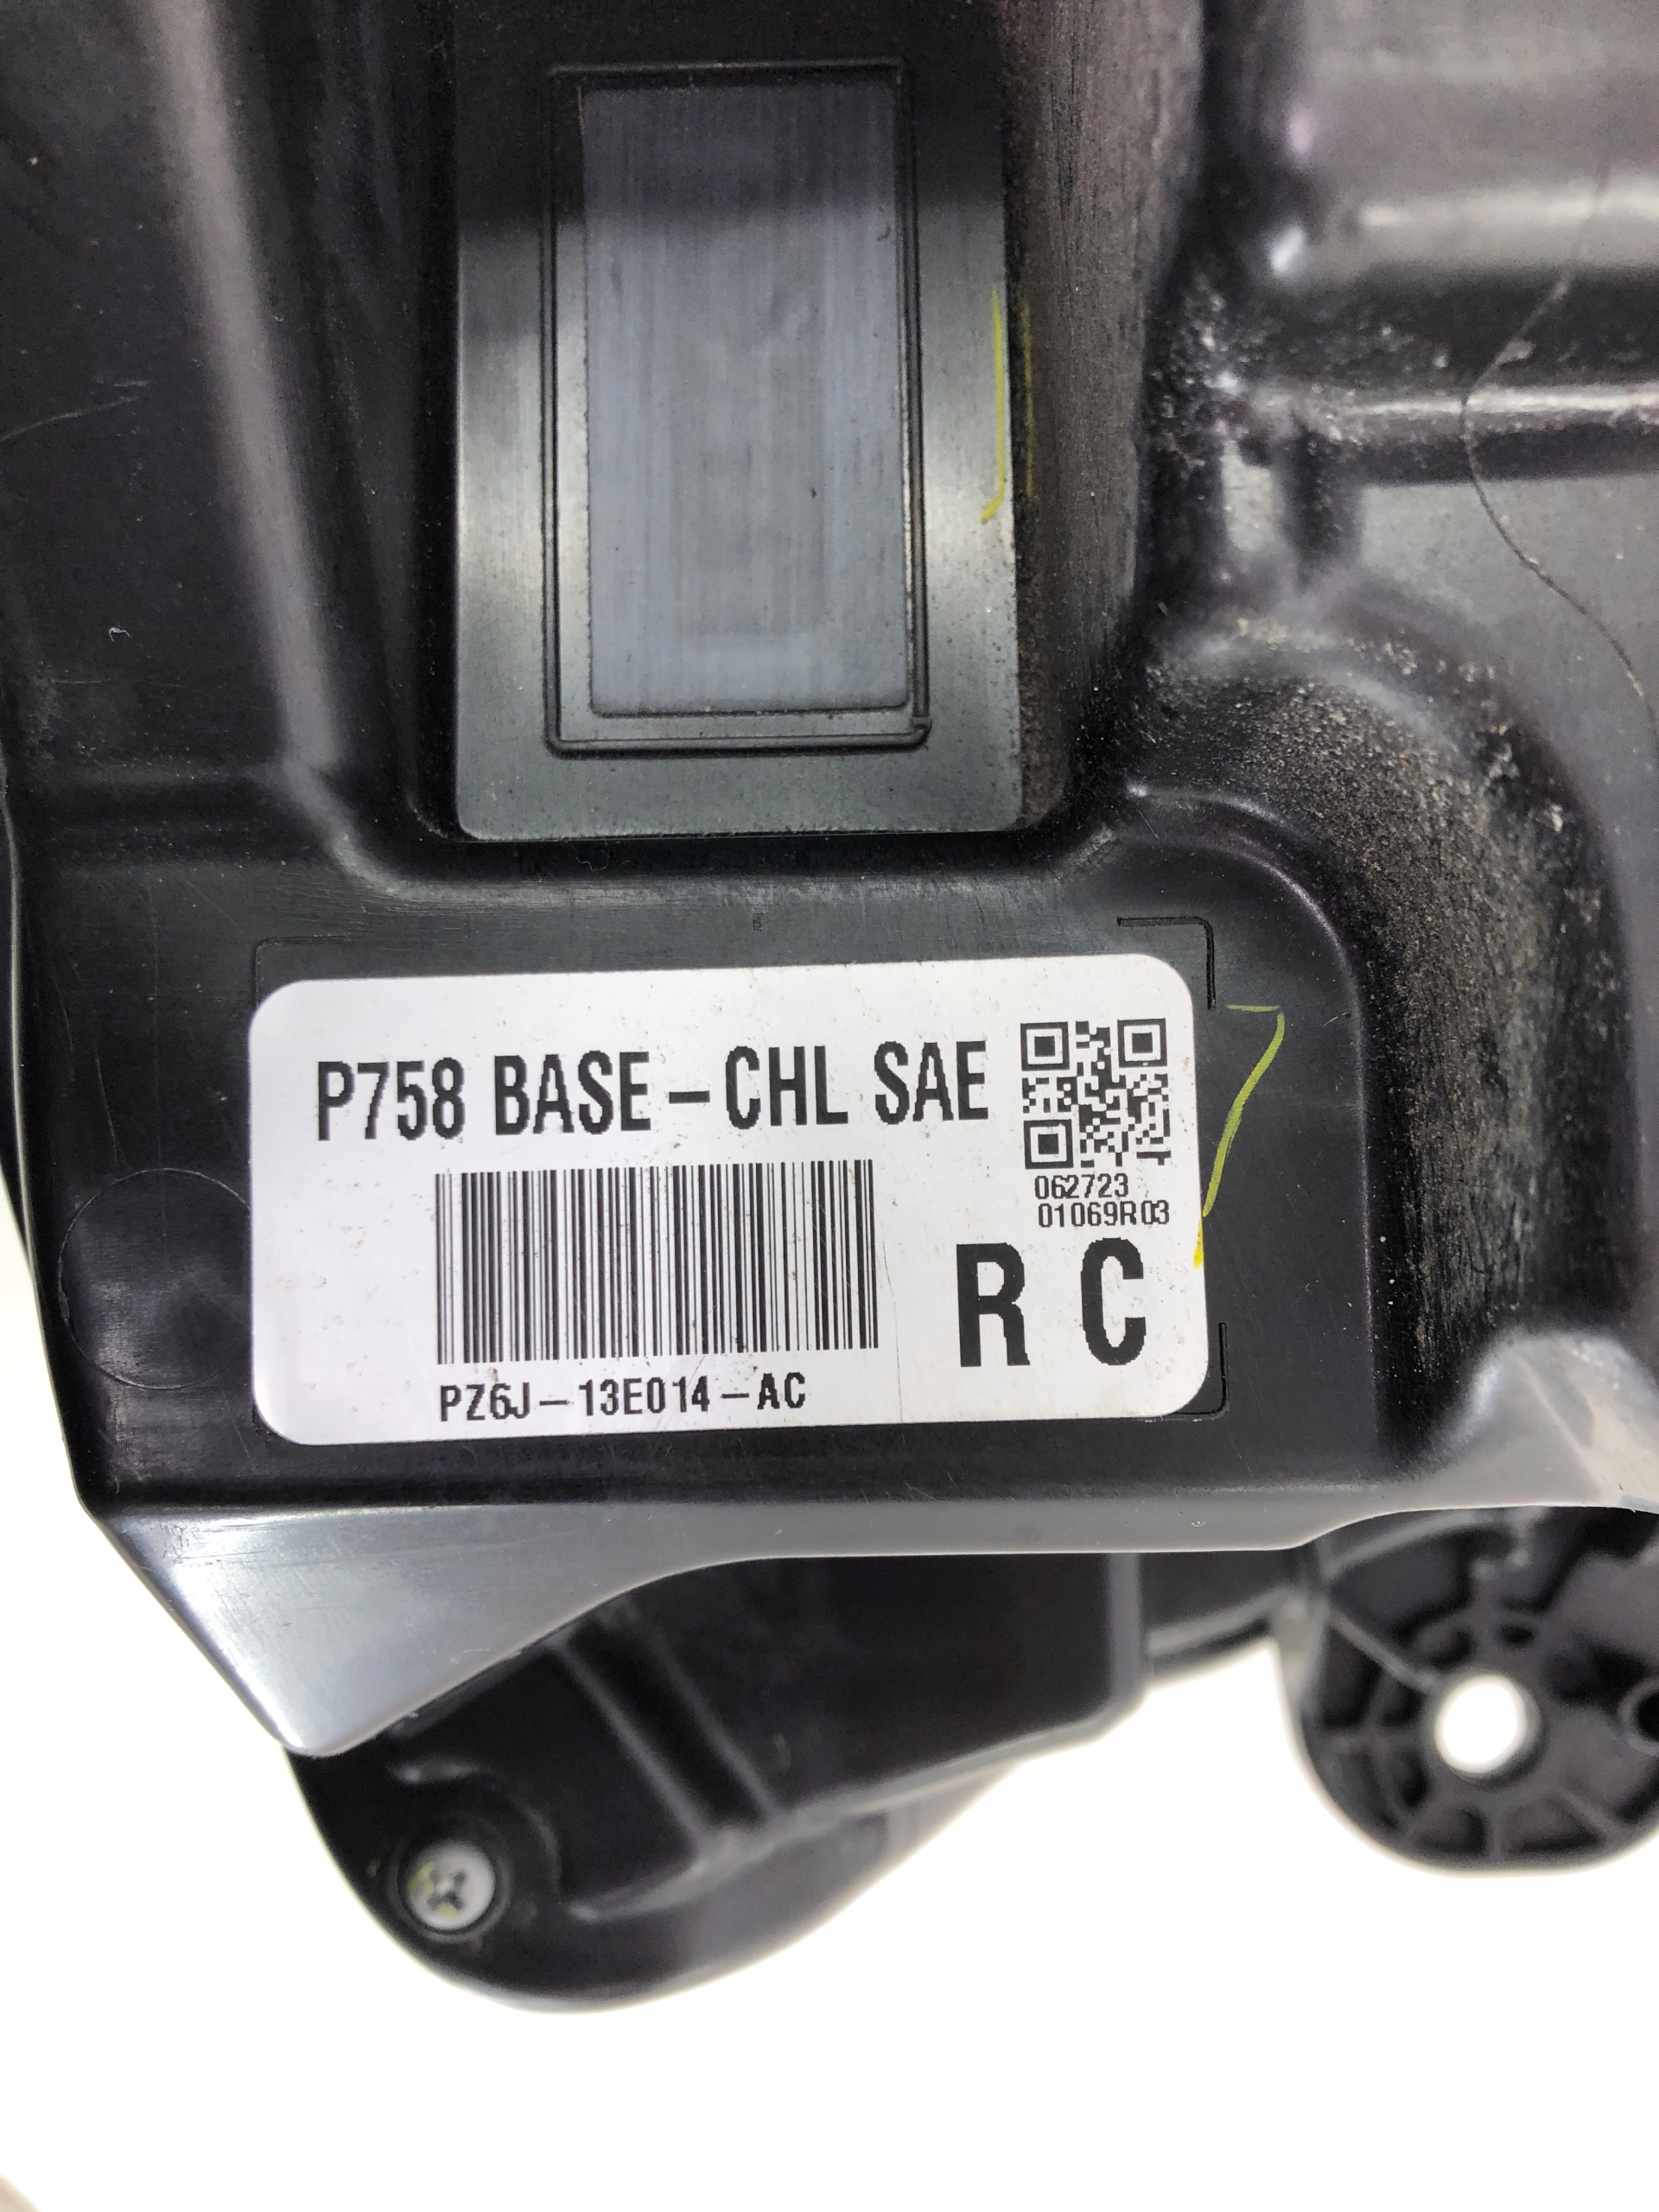 P758 BASE-CHL SAE
062723
01069R03
R C
PZ6J-13E014-AC